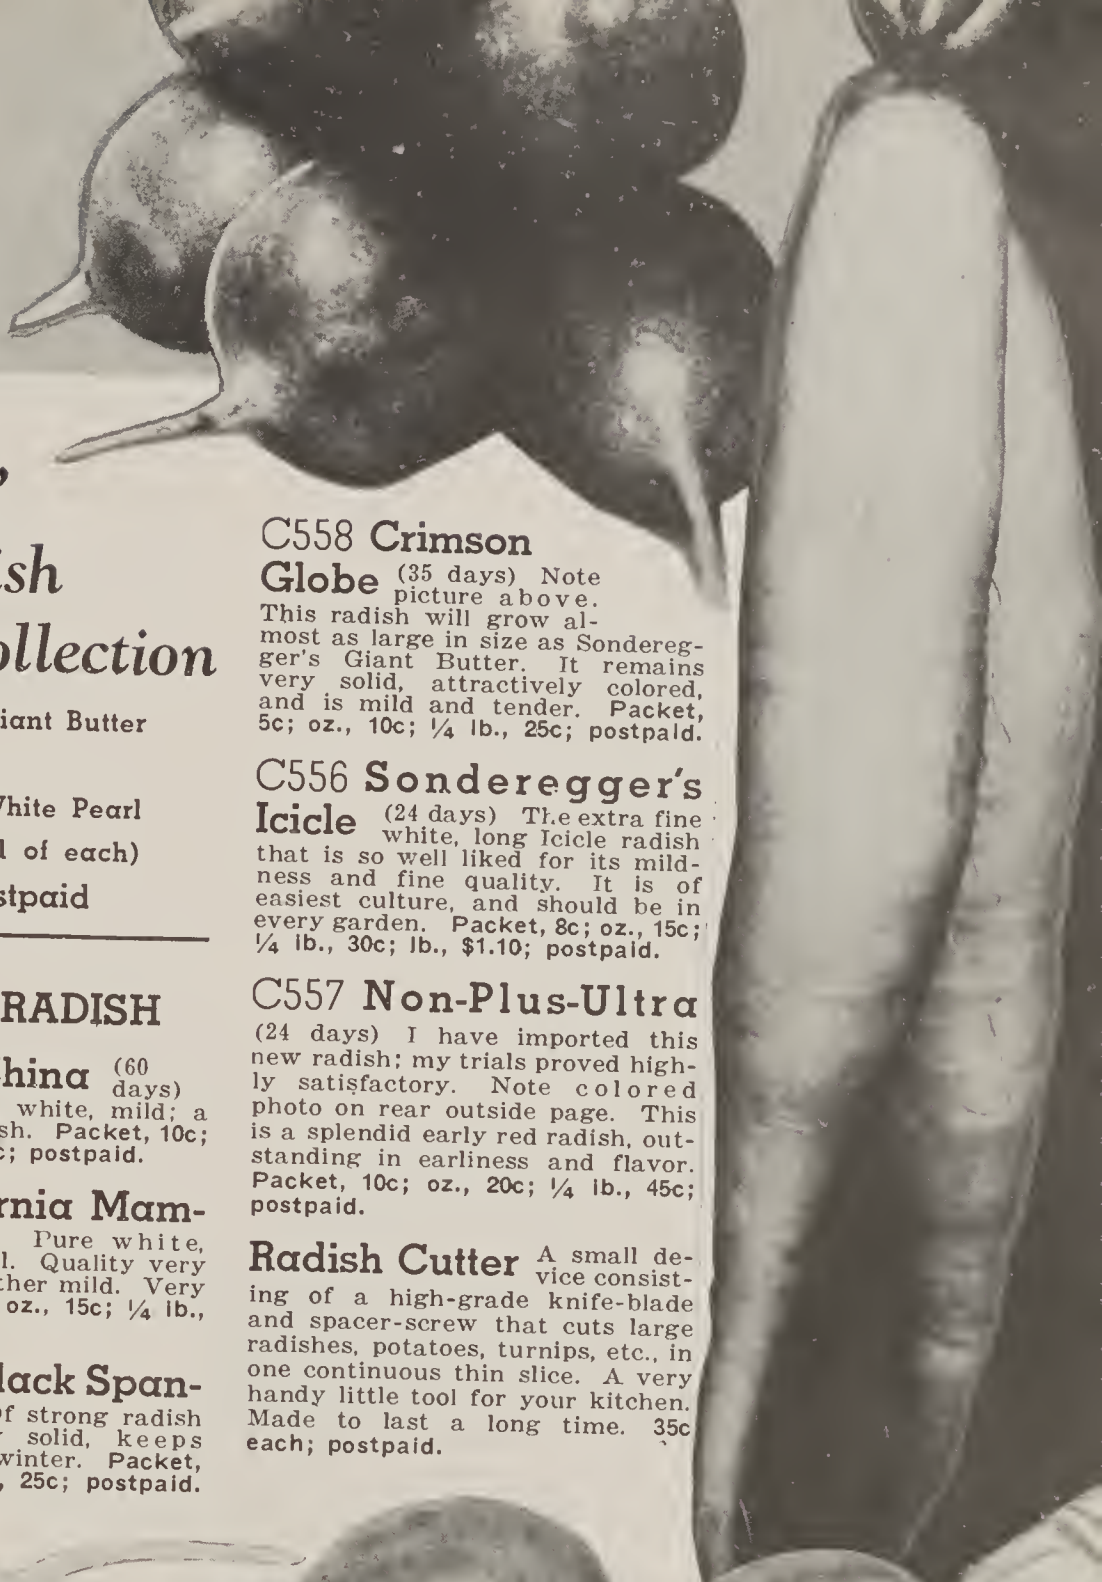 ish
ollection
iant Butter
White Pearl
l of each)
stpaid
RADISH
hina (60
days)
white, mild; a
sh. Packet, 10c;
c; postpaid.
rnia Mam-
Pure white,
l. Quality very
ther mild. Very
oz., 15c; ¼ lb.,
lack Span-
of strong radish
solid, keeps
winter. Packet,
, 25c; postpaid.
C558 Crimson
Globe (35 days) Note
picture above.
This radish will grow al-
most as large in size as Sondereg-
ger's Giant Butter. It remains
very solid, attractively colored,
and is mild and tender. Packet,
5c; oz., 10c; ¼ lb., 25c; postpaid.
C556 Sonderegger's
Icicle (24 days) The extra fine
white, long Icicle radish
that is so well liked for its mild-
ness and fine quality. It is of
easiest culture, and should be in
every garden. Packet, 8c; oz., 15c;
¼ lb., 30c; lb., $1.10; postpaid.
C557 Non-Plus-Ultra
(24 days) I have imported this
new radish; my trials proved high-
ly satisfactory. Note colored
photo on rear outside page. This
is a splendid early red radish, out-
standing in earliness and flavor.
Packet, 10c; oz., 20c; ¼ lb., 45c;
postpaid.
Radish Cutter A small de-
vice consist-
ing of a high-grade knife-blade
and spacer-screw that cuts large
radishes, potatoes, turnips, etc., in
one continuous thin slice. A very
handy little tool for your kitchen.
Made to last a long time. 35c
each; postpaid.